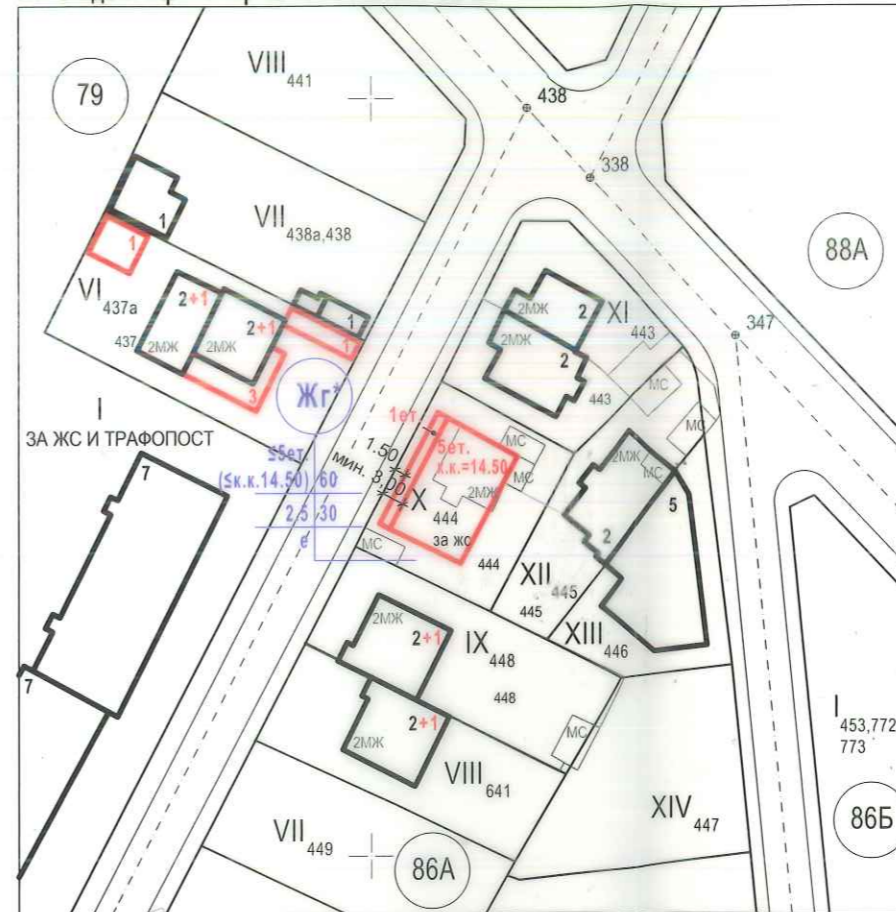 VIII 441
79
438
338
VII 438а,438
88А
1
1
VI 437а
437
2+1
2МЖ
2+1
2МЖ
1
1
3
Жг*
2МЖ
2
2МЖ
2
XI 443
443
347
МС
МС
I
ЗА ЖС И ТРАФОПОСТ
7
7
≤5ет.
(≤к.к.14.50) 60
2.5 30
е
1ет.
1.50
мин. 3,00
5ет.
к.к.=14.50
МС
МС
2МЖ
X 444
за жс
444
МС
2МЖ
МС
2
5
XII 445
445
XIII 446
2МЖ
2+1
IX 448
448
2МЖ
2+1
МС
VIII 641
VII 449
86А
XIV 447
I 453,772
773
86Б